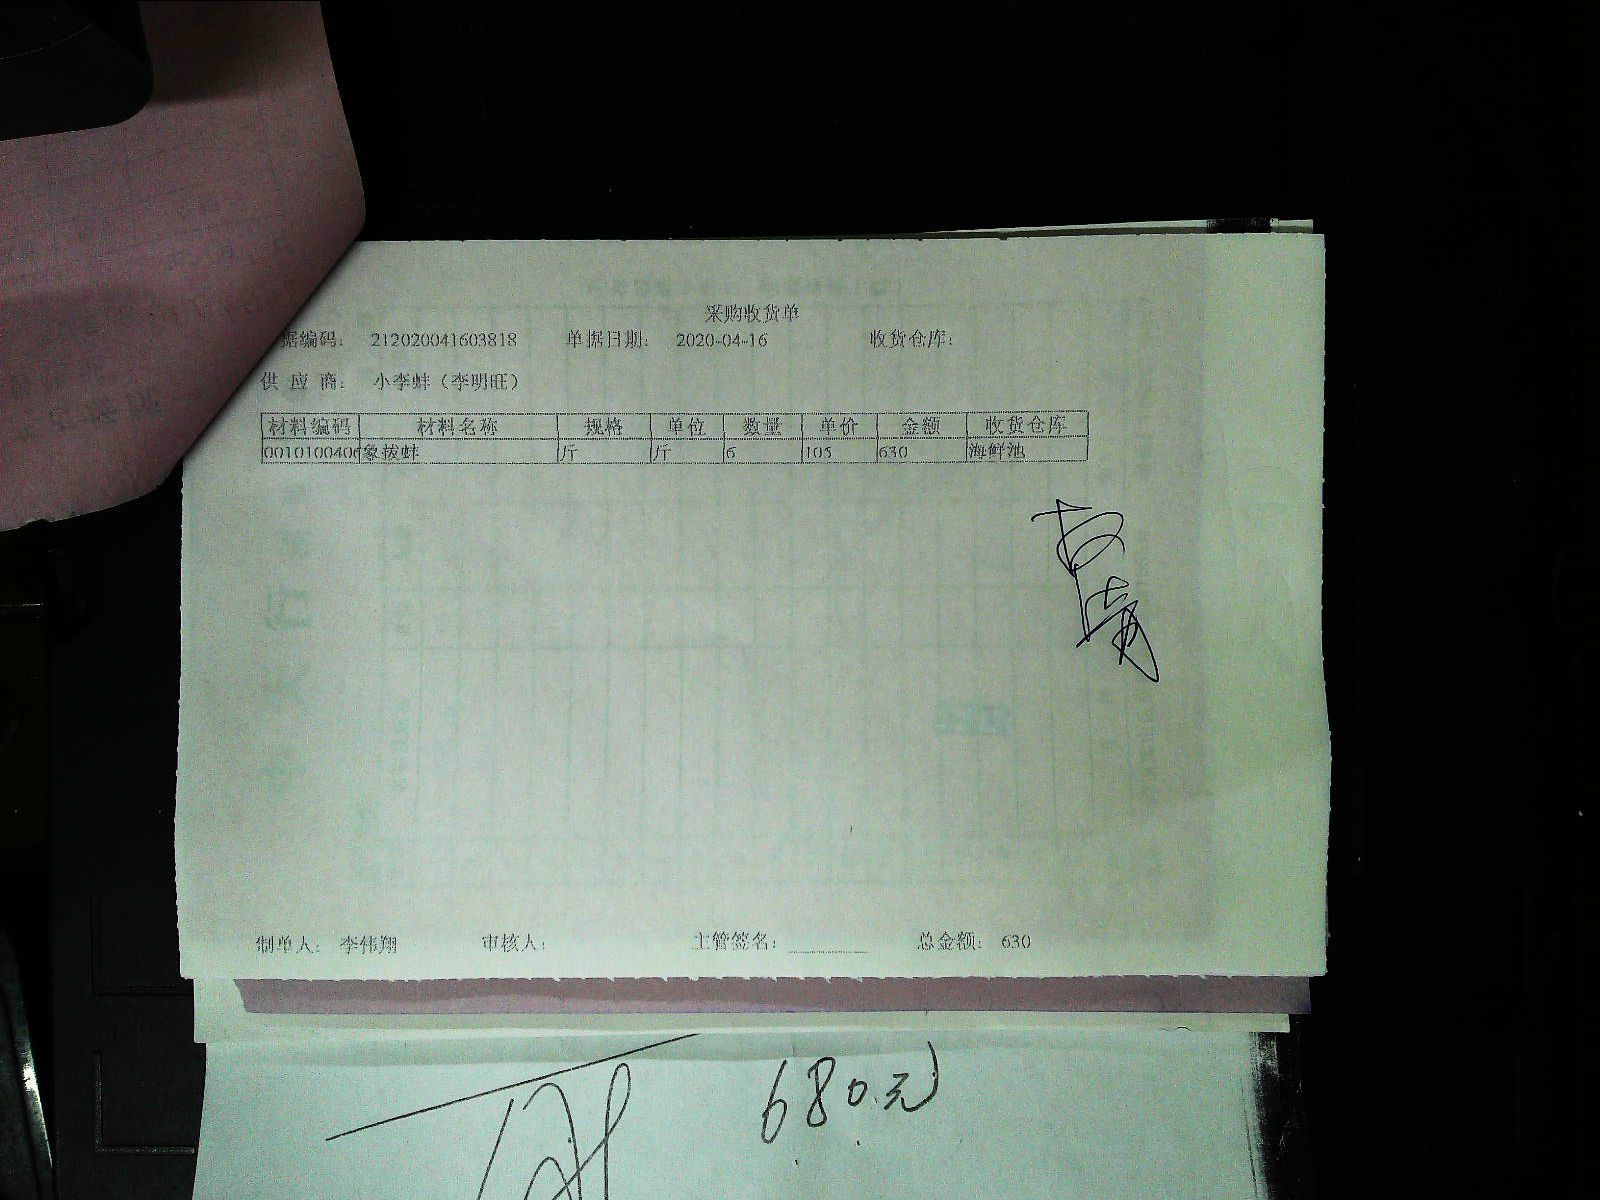 采购收货单
据编码： 212020041603818 单据日期： 2020-04-16 收货仓库：
供 应 商： 小李蚌（李明旺）
材料编码 材料名称 规格 单位 数量 单价 金额 收货仓库
0010100406 象拔蚌 斤 斤 6 105 630 海鲜池
制单人： 李伟翔 审核人： 主管签名： 总金额： 630
680.元